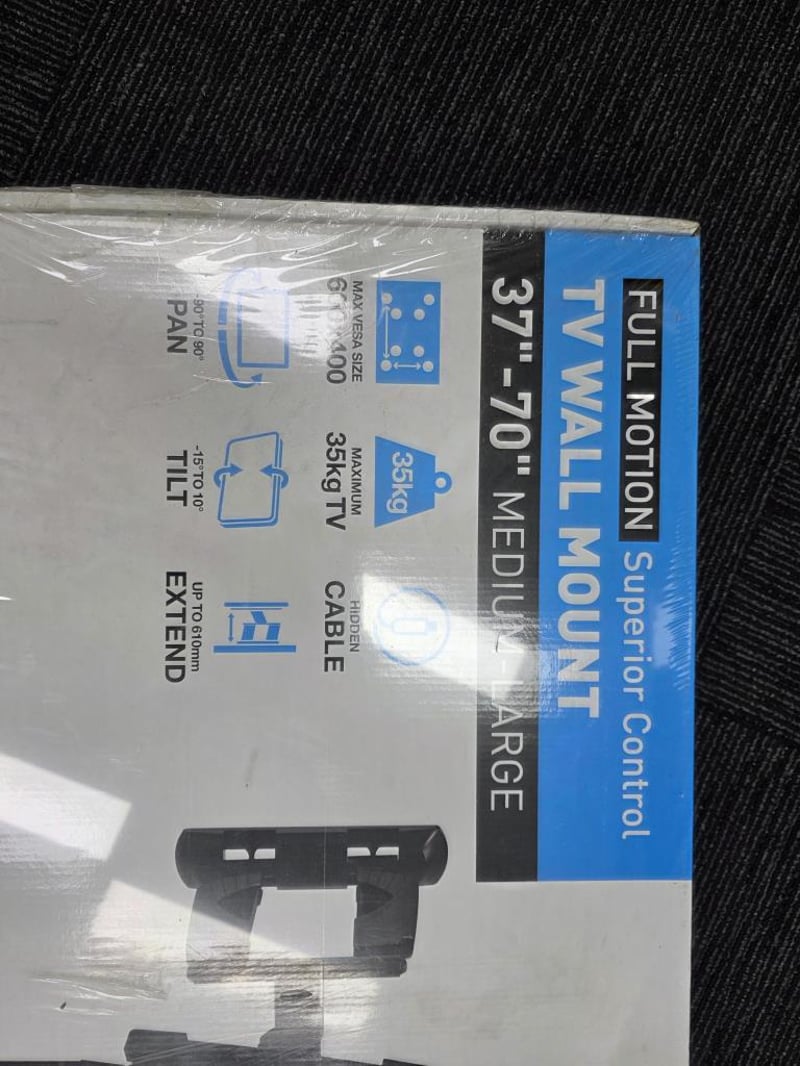 FULL MOTION Superior Control
TV WALL MOUNT
37"-70" MEDIUM-LARGE
35kg
MAX VESA SIZE
MAXIMUM
35kg TV
HIDDEN
CABLE
-90° TO 90°
PAN
-15° TO 10°
TILT
UP TO 610mm
EXTEND